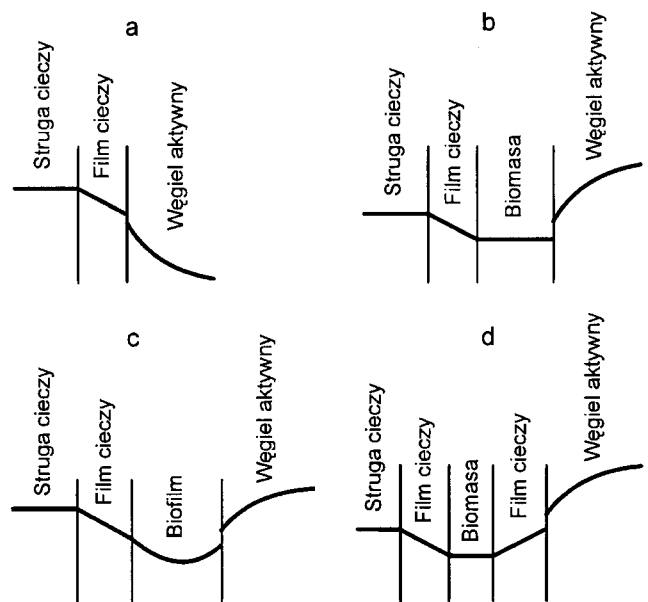 a
Struga cieczy
Film cieczy
Węgiel aktywny
b
Struga cieczy
Film cieczy
Biomasa
Węgiel aktywny
c
Struga cieczy
Film cieczy
Biofilm
Węgiel aktywny
d
Struga cieczy
Film cieczy
Biomasa
Film cieczy
Węgiel aktywny